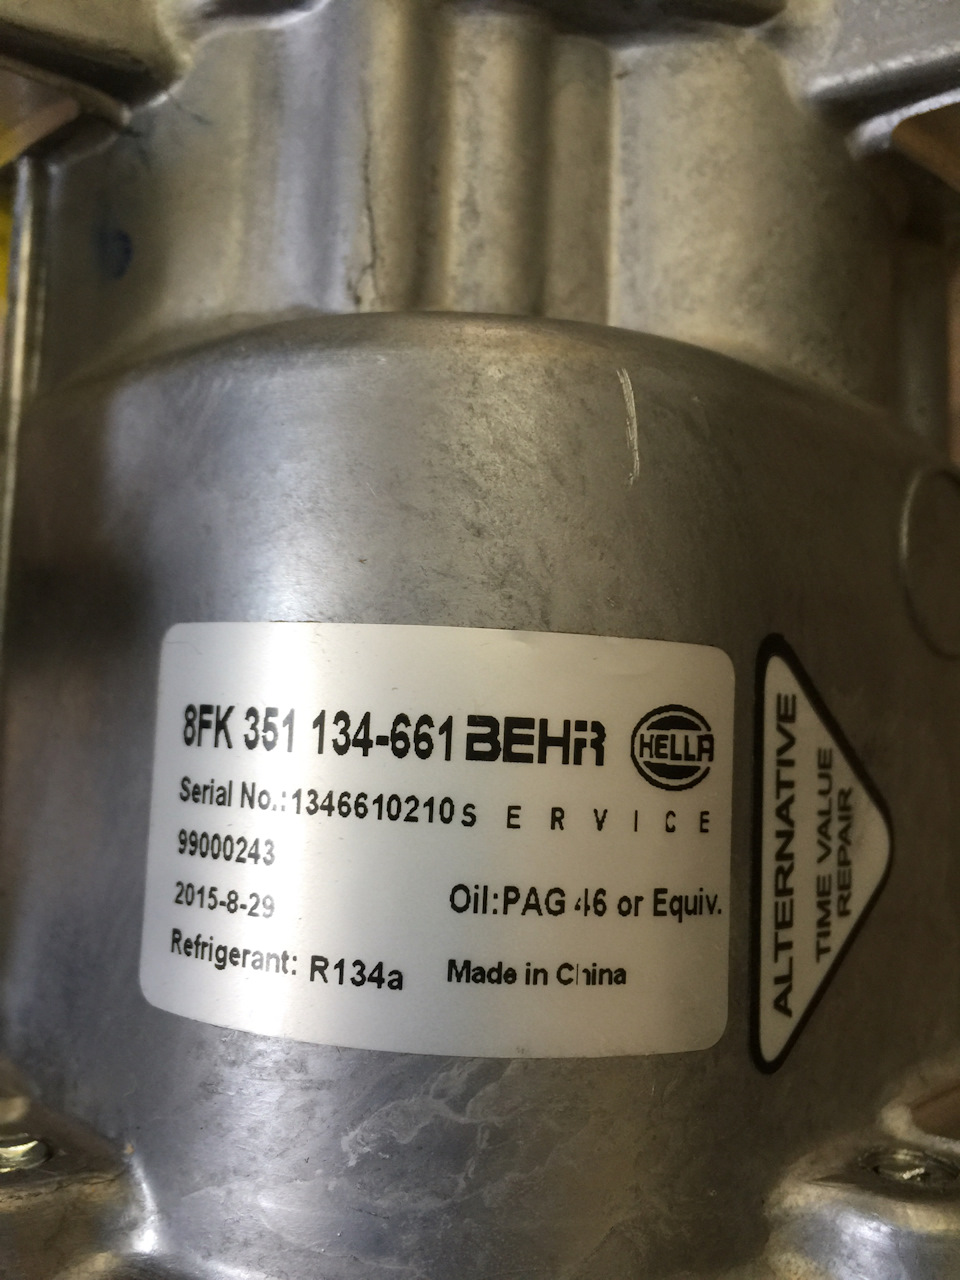 8FK 351 134-661 BEHR HELLA
Serial No.:1346610210 SERVICE
99000243
2015-8-29
Oil:PAG 46 or Equiv.
Refrigerant: R134a
Made in China
ALTERNATIVE
TIME VALUE
REPAIR